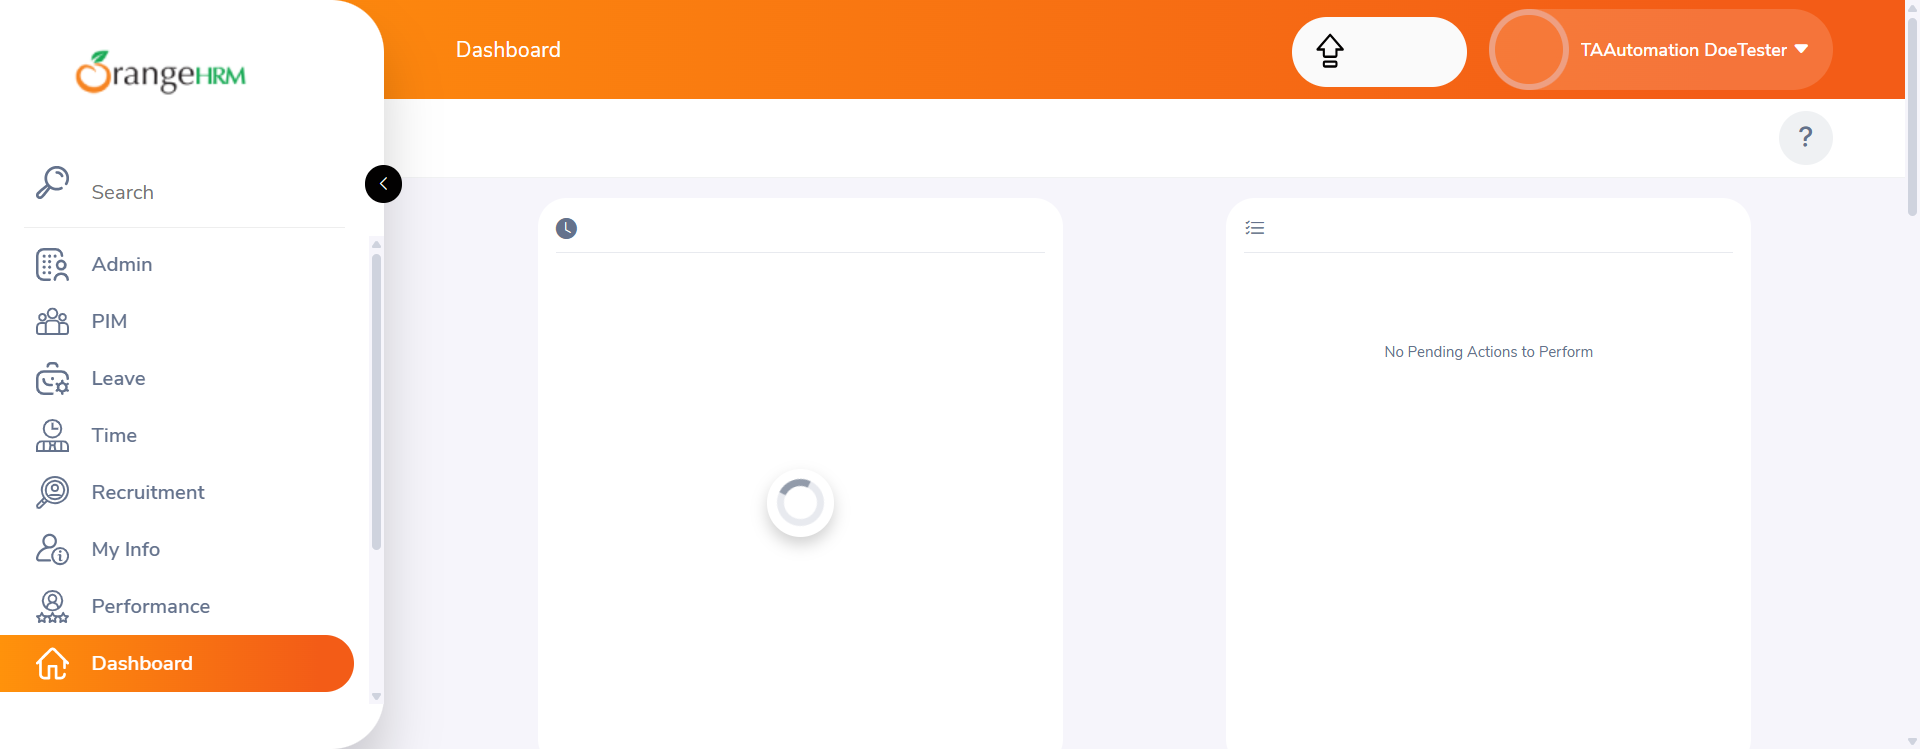 OrangeHRM
Search
Admin
PIM
Leave
Time
Recruitment
My Info
Performance
Dashboard
Dashboard
TAAutomation DoeTester
?
No Pending Actions to Perform